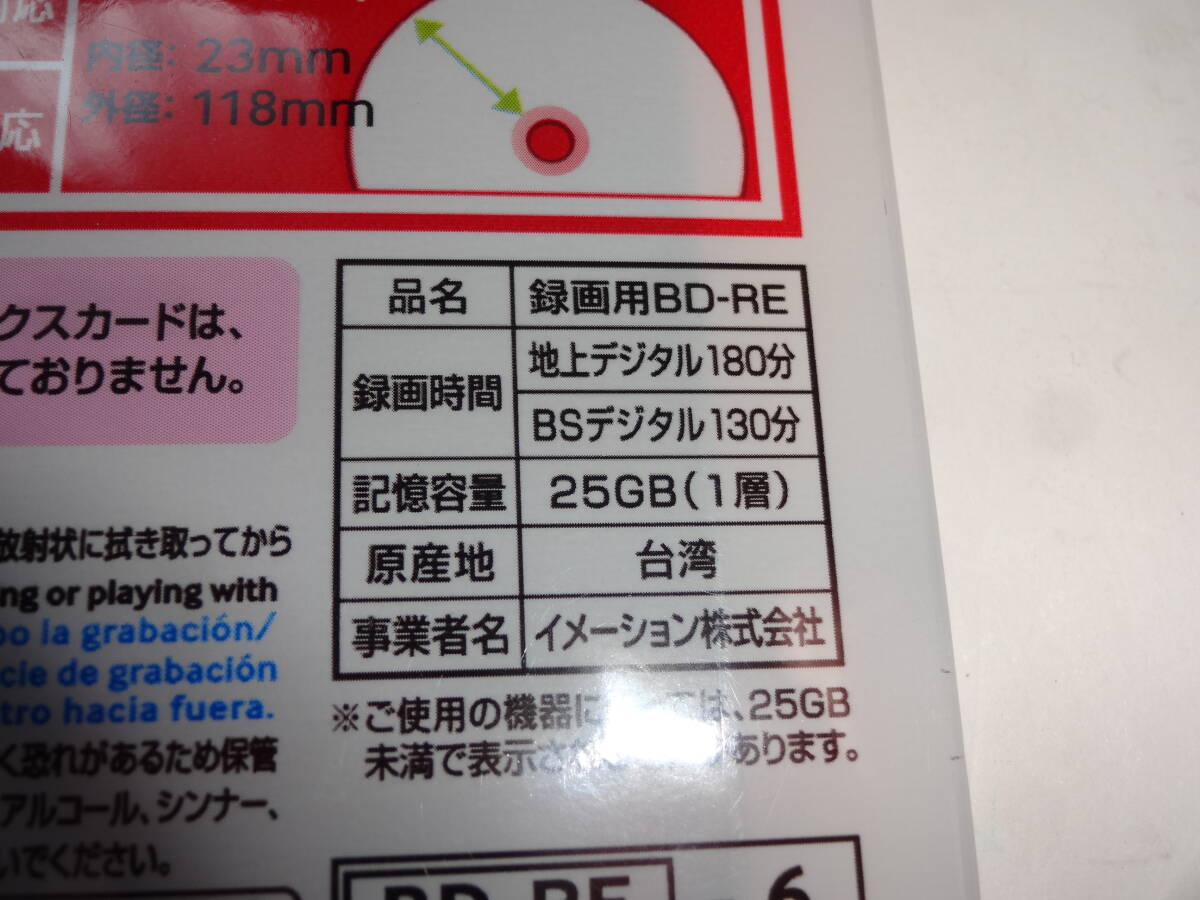 応
内径: 23mm
外径: 118mm
応
クスカードは、
ておりません。
品名 録画用BD-RE
録画時間 地上デジタル180分
BSデジタル130分
記憶容量 25GB(1層)
原産地 台湾
事業者名 イメーション株式会社
※ご使用の機器に は、25GB
未満で表示さ あります。
放射状に拭き取ってから
ng or playing with
oo la grabación/
cie de grabación
tro hacia fuera.
く恐れがあるため保管
アルコール、シンナー、
いでください。
BD-RE 6